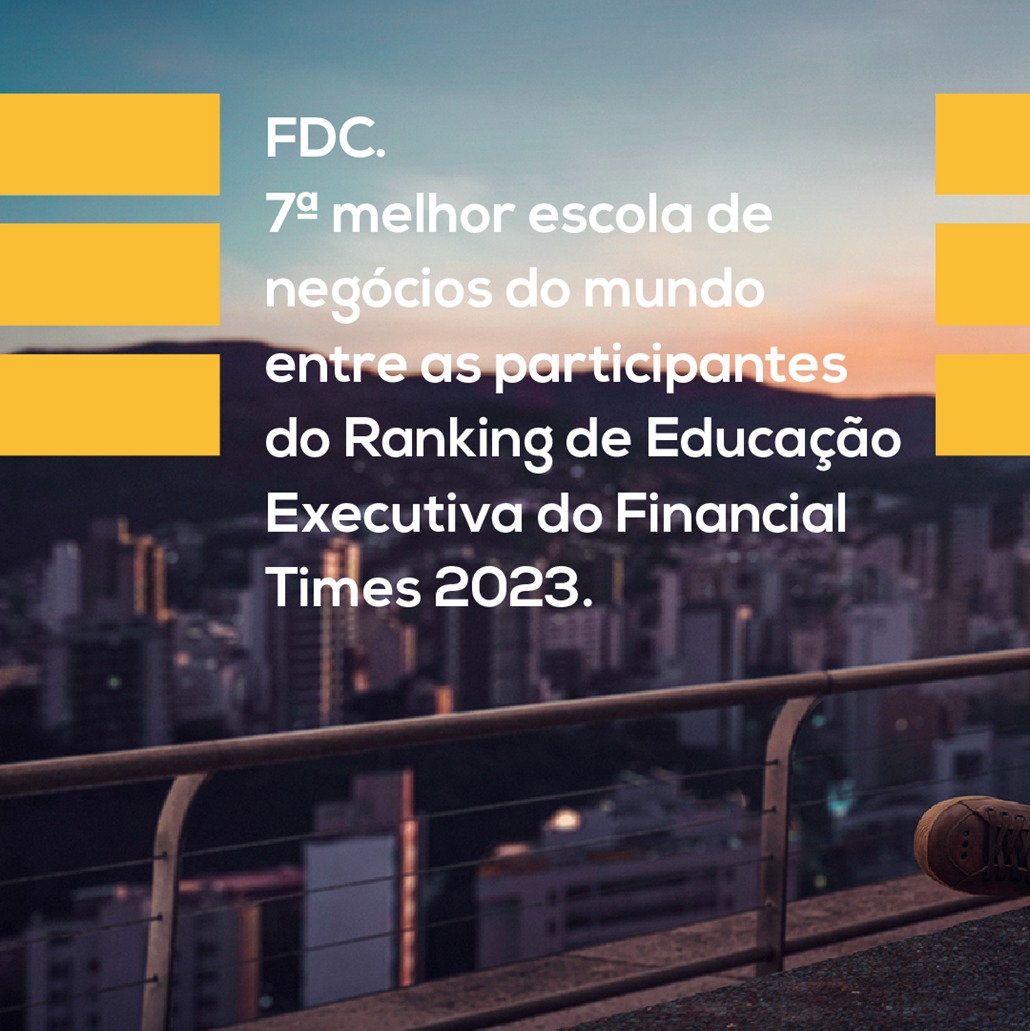 FDC.
7ª melhor escola de
negócios do mundo
entre as participantes
do Ranking de Educação
Executiva do Financial
Times 2023.